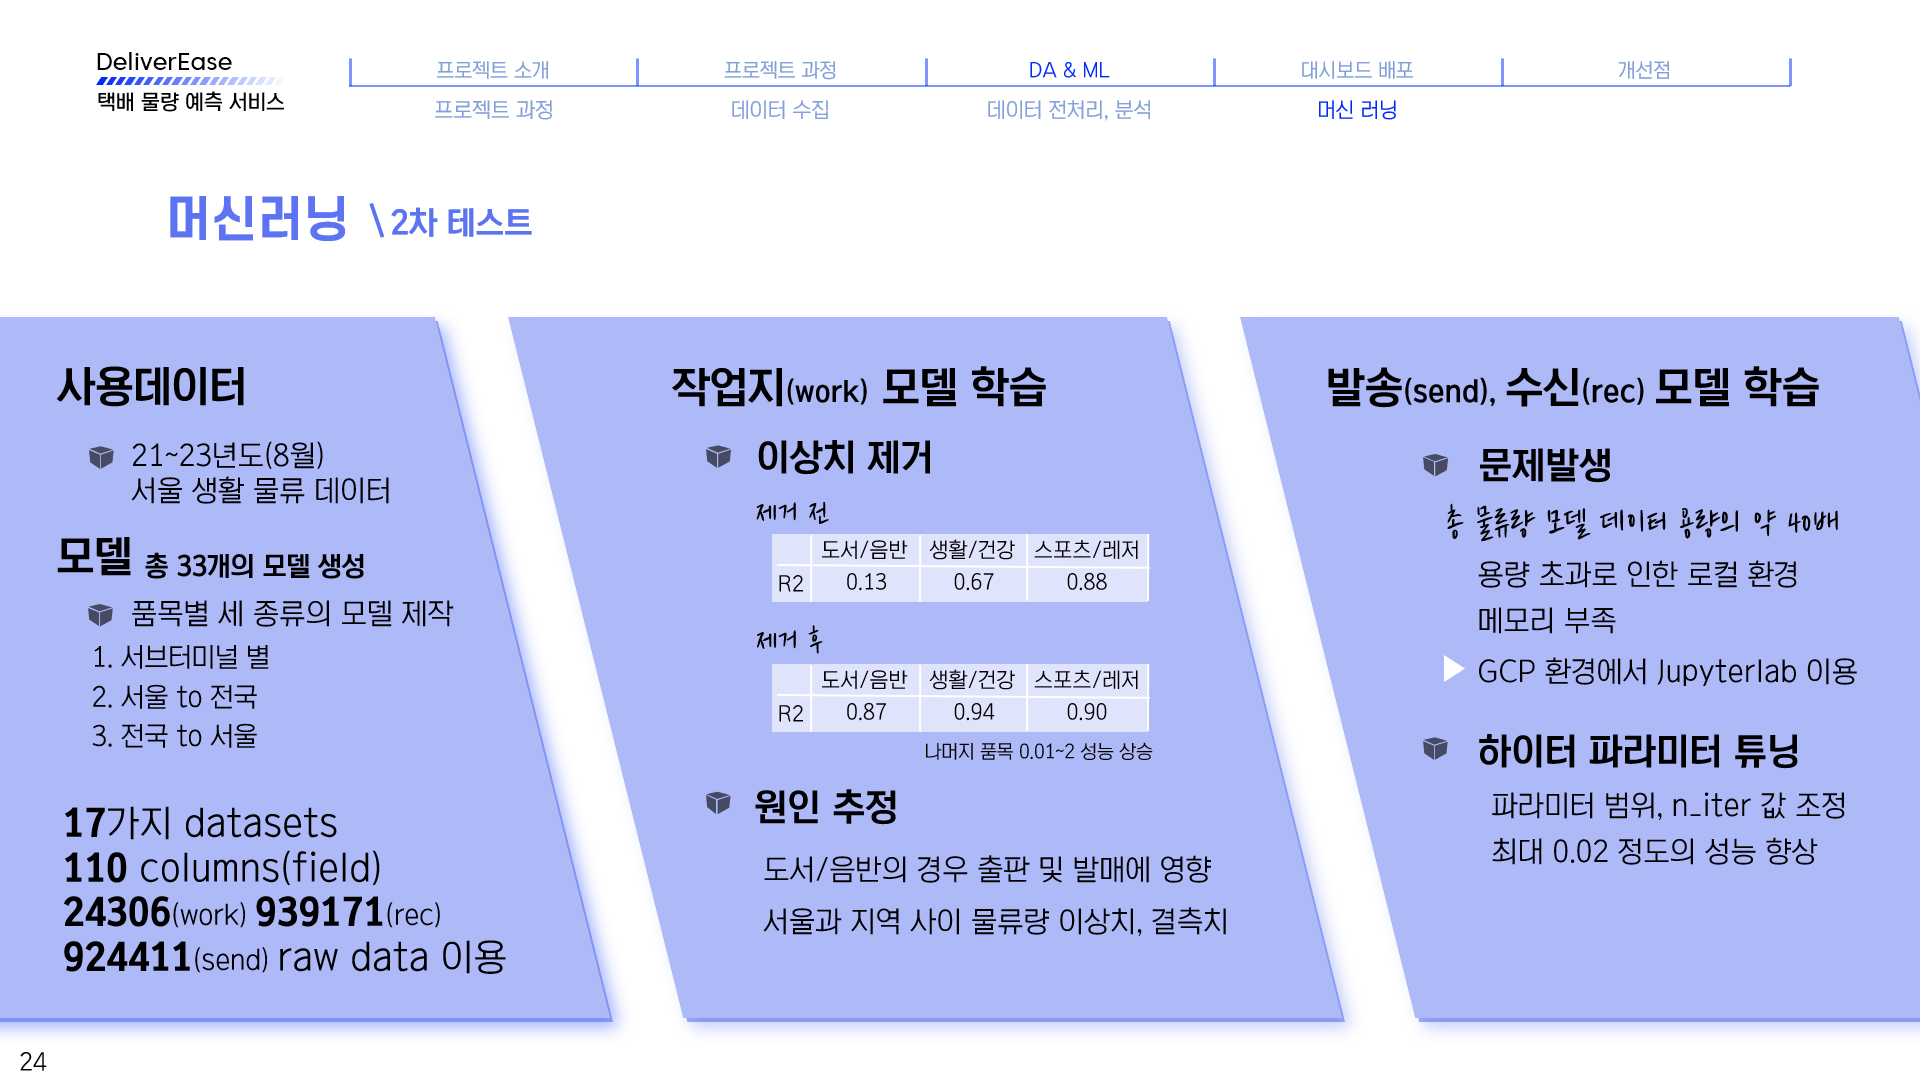 DeliverEase
택배 물량 예측 서비스
프로젝트 소개
프로젝트 과정
DA & ML
대시보드 배포
개선점
프로젝트 과정
데이터 수집
데이터 전처리, 분석
머신 러닝
머신러닝 \ 2차 테스트
사용데이터
21~23년도(8월)
서울 생활 물류 데이터
모델 총 33개의 모델 생성
품목별 세 종류의 모델 제작
1. 서브터미널 별
2. 서울 to 전국
3. 전국 to 서울
17가지 datasets
110 columns(field)
24306(work) 939171(rec)
924411(send) raw data 이용
작업지(work) 모델 학습
이상치 제거
제거 전
도서/음반 생활/건강 스포츠/레저
R2 0.13 0.67 0.88
제거 후
도서/음반 생활/건강 스포츠/레저
R2 0.87 0.94 0.90
나머지 품목 0.01~2 성능 상승
원인 추정
도서/음반의 경우 출판 및 발매에 영향
서울과 지역 사이 물류량 이상치, 결측치
발송(send), 수신(rec) 모델 학습
문제발생
총 물류량 모델 데이터 용량의 약 40배
용량 초과로 인한 로컬 환경
메모리 부족
GCP 환경에서 Jupyterlab 이용
하이터 파라미터 튜닝
파라미터 범위, n_iter 값 조정
최대 0.02 정도의 성능 향상
24